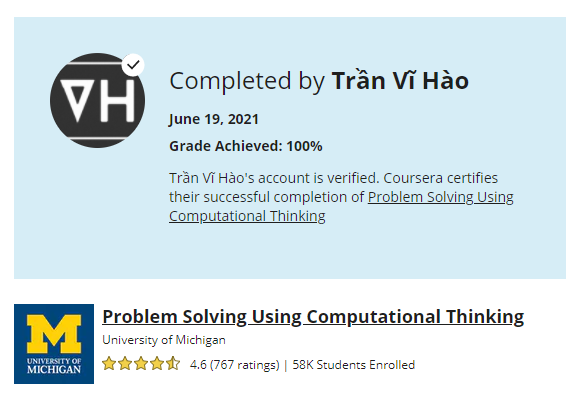 VH
Completed by Trần Vĩ Hào
June 19, 2021
Grade Achieved: 100%
Trần Vĩ Hào's account is verified. Coursera certifies
their successful completion of Problem Solving Using
Computational Thinking
M
UNIVERSITY OF
MICHIGAN
Problem Solving Using Computational Thinking
University of Michigan
4.6 (767 ratings) | 58K Students Enrolled